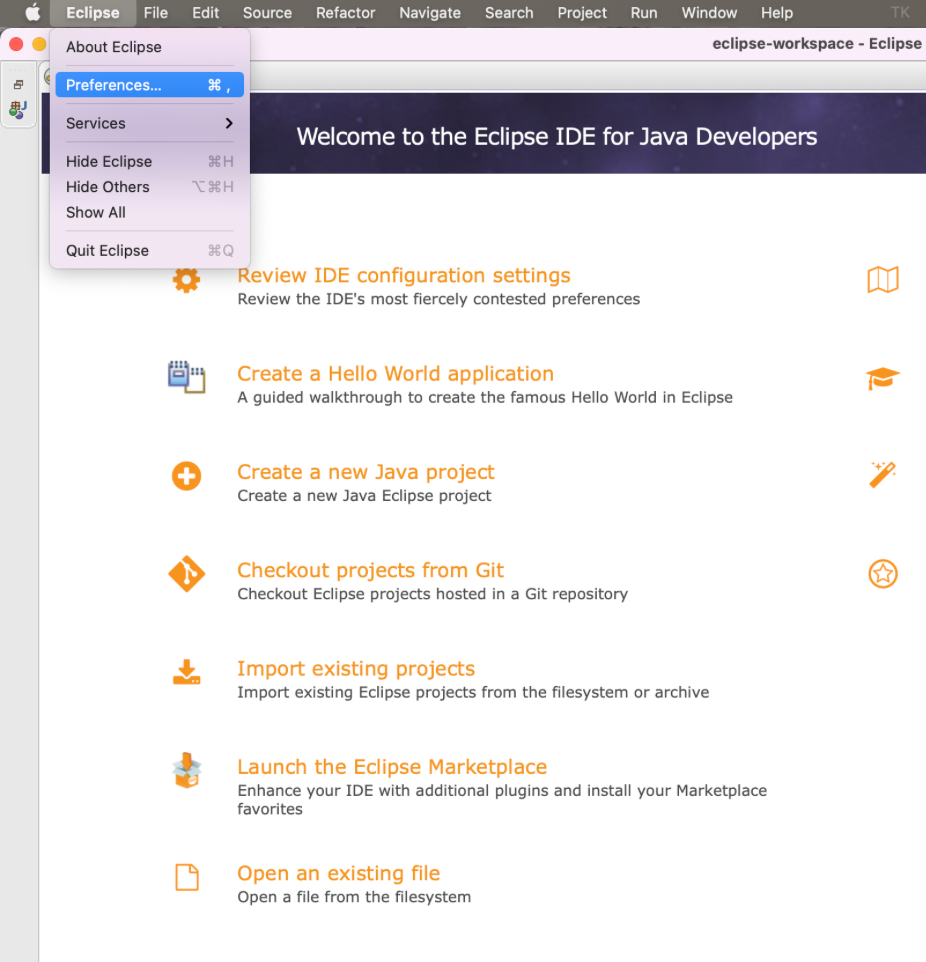 Eclipse File Edit Source Refactor Navigate Search Project Run Window Help TK
eclipse-workspace - Eclipse
About Eclipse
Preferences... ⌘ ,
Services
Hide Eclipse ⌘H
Hide Others ⌥⌘H
Show All
Quit Eclipse ⌘Q
Welcome to the Eclipse IDE for Java Developers
Review IDE configuration settings
Review the IDE's most fiercely contested preferences
Create a Hello World application
A guided walkthrough to create the famous Hello World in Eclipse
Create a new Java project
Create a new Java Eclipse project
Checkout projects from Git
Checkout Eclipse projects hosted in a Git repository
Import existing projects
Import existing Eclipse projects from the filesystem or archive
Launch the Eclipse Marketplace
Enhance your IDE with additional plugins and install your Marketplace
favorites
Open an existing file
Open a file from the filesystem